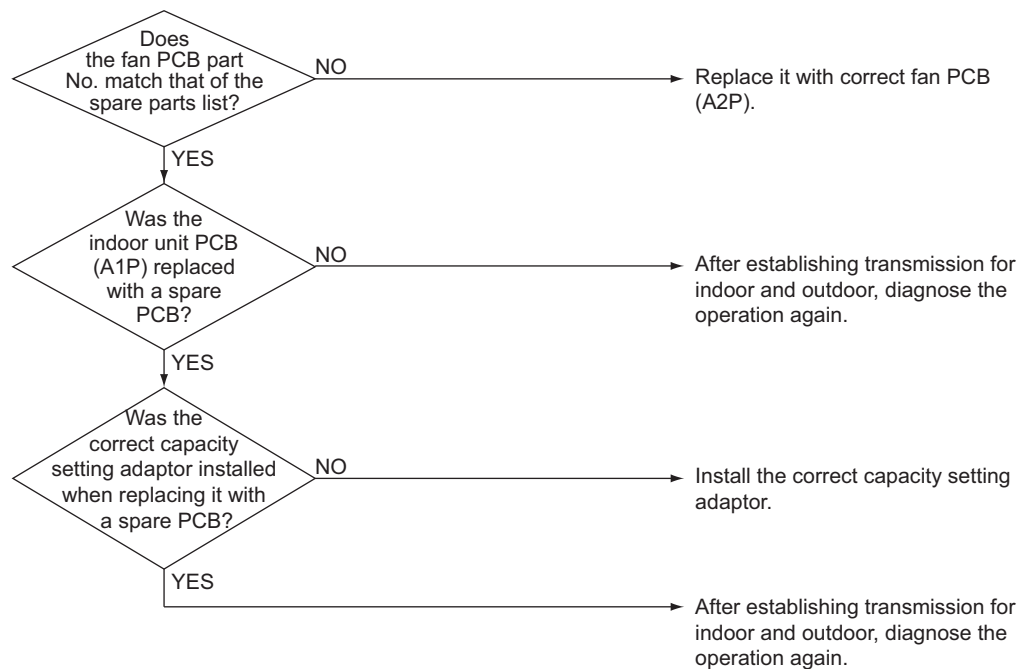 Does
the fan PCB part
No. match that of the
spare parts list?
NO
Replace it with correct fan PCB
(A2P).
YES
Was the
indoor unit PCB
(A1P) replaced
with a spare
PCB?
NO
After establishing transmission for
indoor and outdoor, diagnose the
operation again.
YES
Was the
correct capacity
setting adaptor installed
when replacing it with
a spare PCB?
NO
Install the correct capacity setting
adaptor.
YES
After establishing transmission for
indoor and outdoor, diagnose the
operation again.